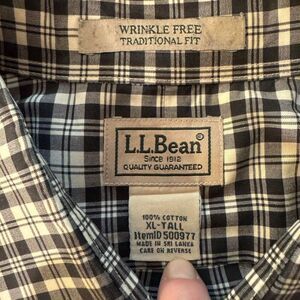 WRINKLE FREE
TRADITIONAL FIT
L.L.Bean®
Since 1912
QUALITY GUARANTEED
100% COTTON
XL-TALL
ItemID 500977
MADE IN SRI LANKA
CARE ON REVERSE